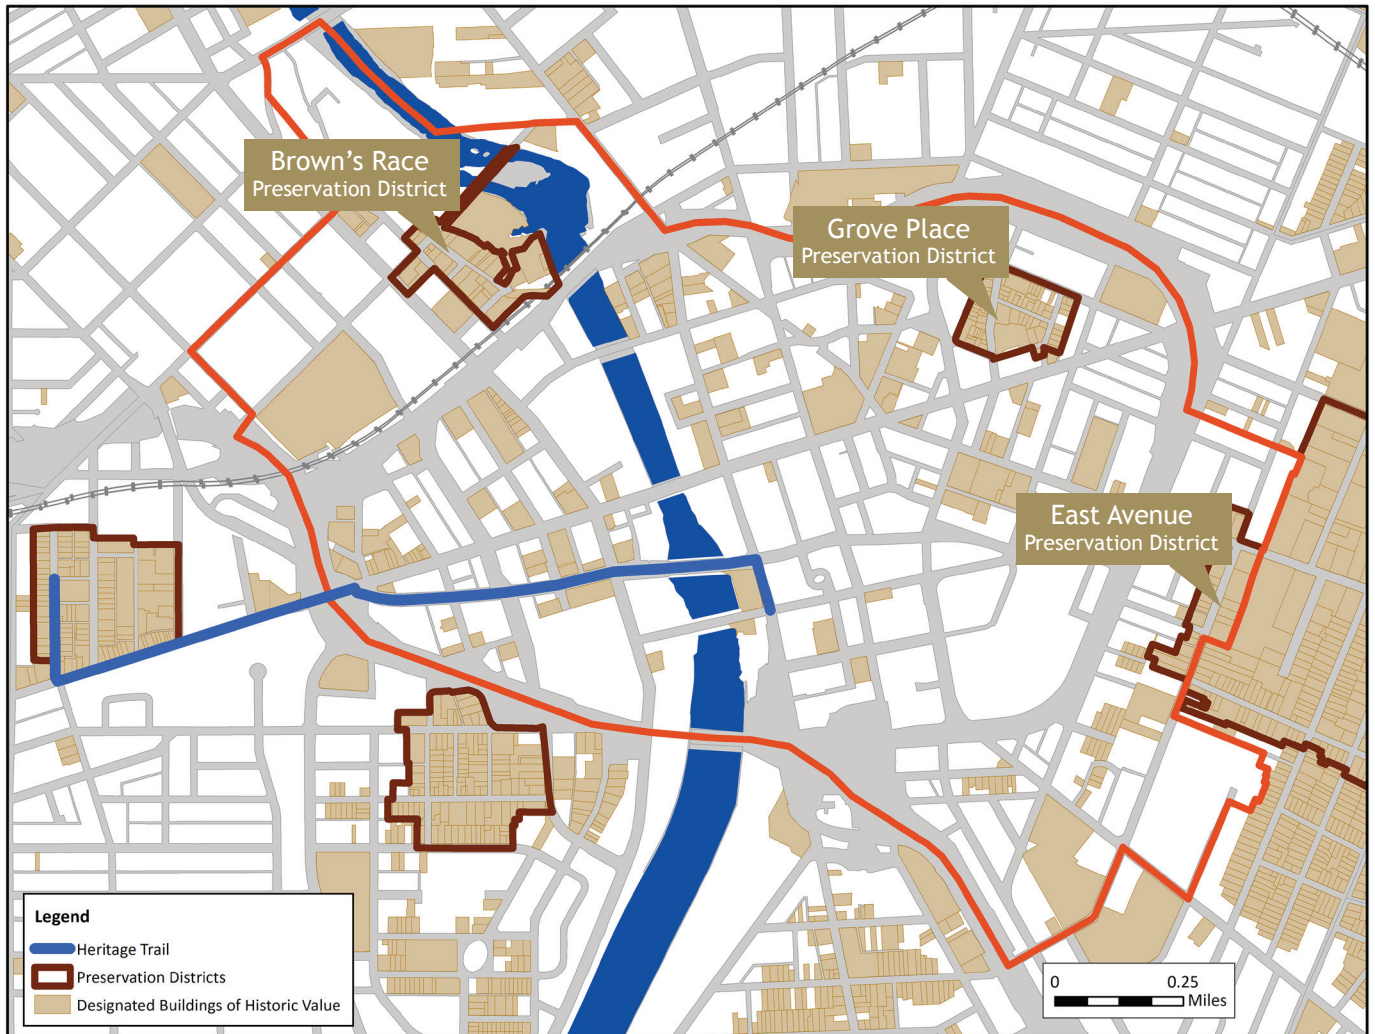 Brown's Race
Preservation District
Grove Place
Preservation District
East Avenue
Preservation District
Legend
Heritage Trail
Preservation Districts
Designated Buildings of Historic Value
0 0.25
Miles